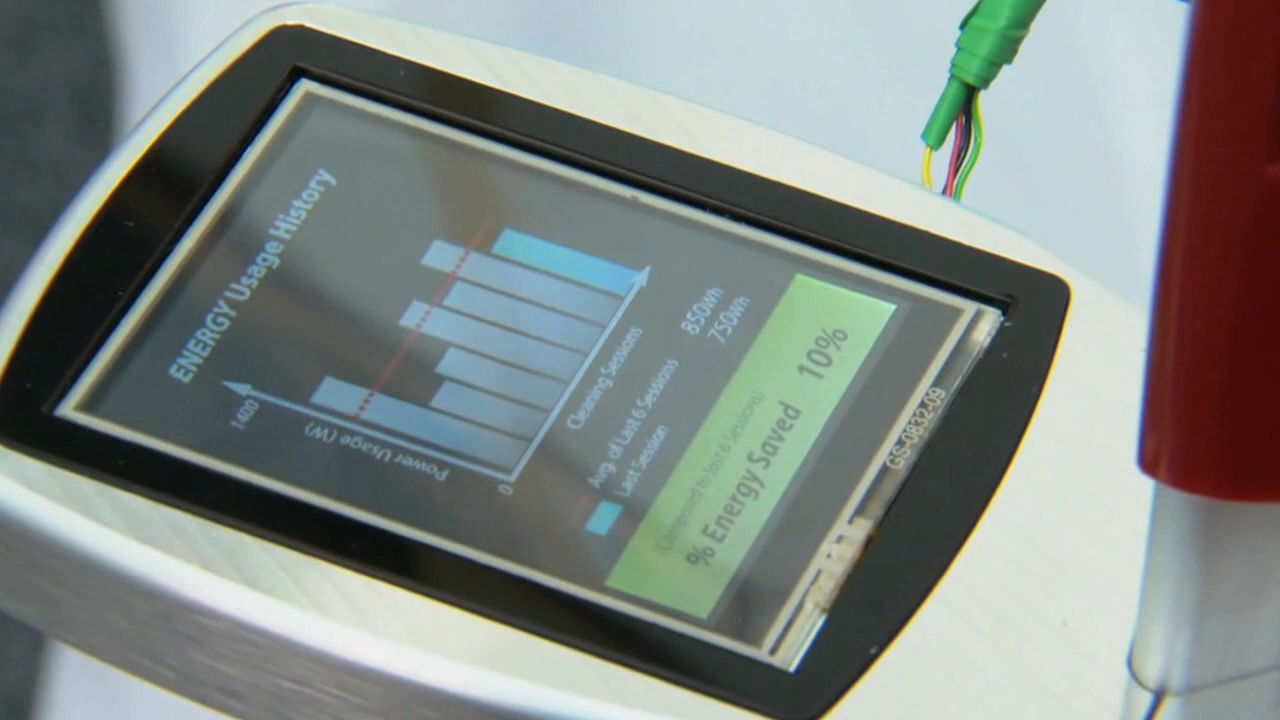 ENERGY Usage History
1400
Power Usage (W)
0
Cleaning Sessions
Avg. of Last 6 Sessions 850wh
Last Session 750wh
(Compared to last 6 Sessions)
% Energy Saved 10%
GS-0832-09